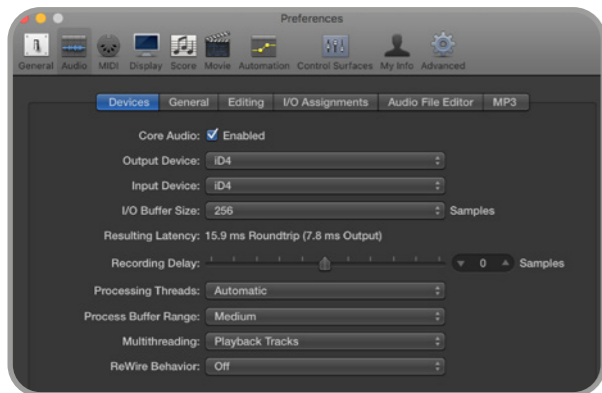 Preferences
General Audio MIDI Display Score Movie Automation Control Surfaces My Info Advanced
Devices General Editing I/O Assignments Audio File Editor MP3
Core Audio: Enabled
Output Device: iD4
Input Device: iD4
I/O Buffer Size: 256 Samples
Resulting Latency: 15.9 ms Roundtrip (7.8 ms Output)
Recording Delay: 0 Samples
Processing Threads: Automatic
Process Buffer Range: Medium
Multithreading: Playback Tracks
ReWire Behavior: Off